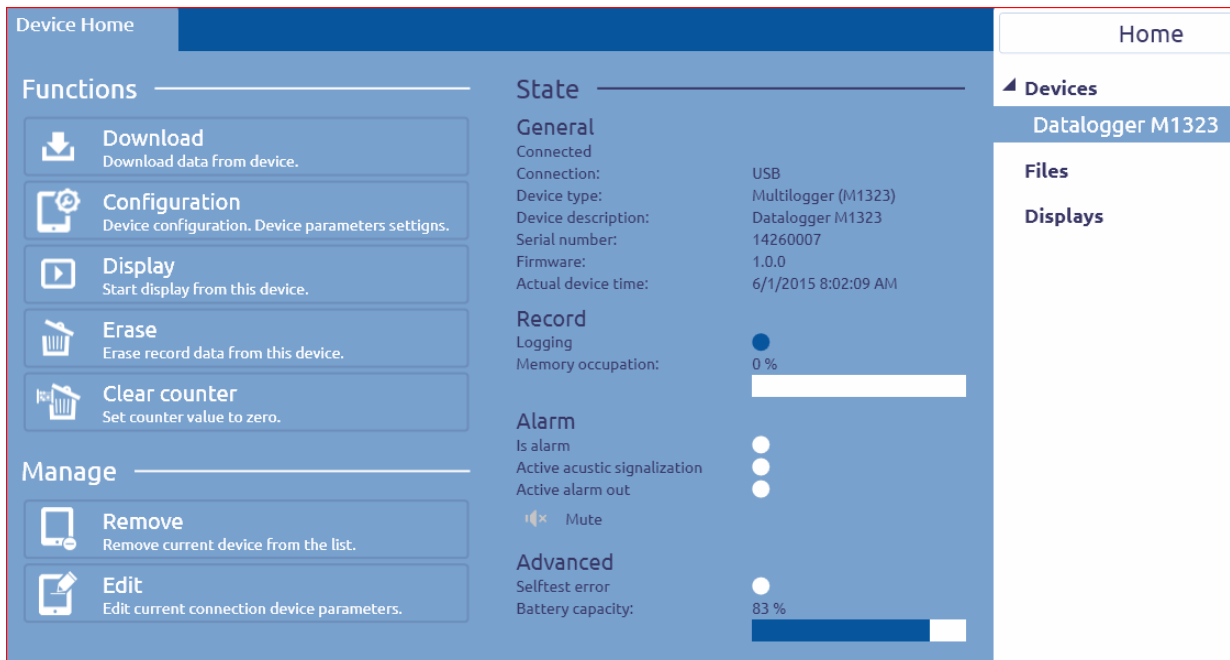 Device Home
Functions
Download
Download data from device.
Configuration
Device configuration. Device parameters settigns.
Display
Start display from this device.
Erase
Erase record data from this device.
Clear counter
Set counter value to zero.
Manage
Remove
Remove current device from the list.
Edit
Edit current connection device parameters.
State
General
Connected
Connection: USB
Device type: Multilogger (M1323)
Device description: Datalogger M1323
Serial number: 14260007
Firmware: 1.0.0
Actual device time: 6/1/2015 8:02:09 AM
Record
Logging
Memory occupation: 0 %
Alarm
Is alarm
Active acustic signalization
Active alarm out
Mute
Advanced
Selftest error
Battery capacity: 83 %
Home
Devices
Datalogger M1323
Files
Displays